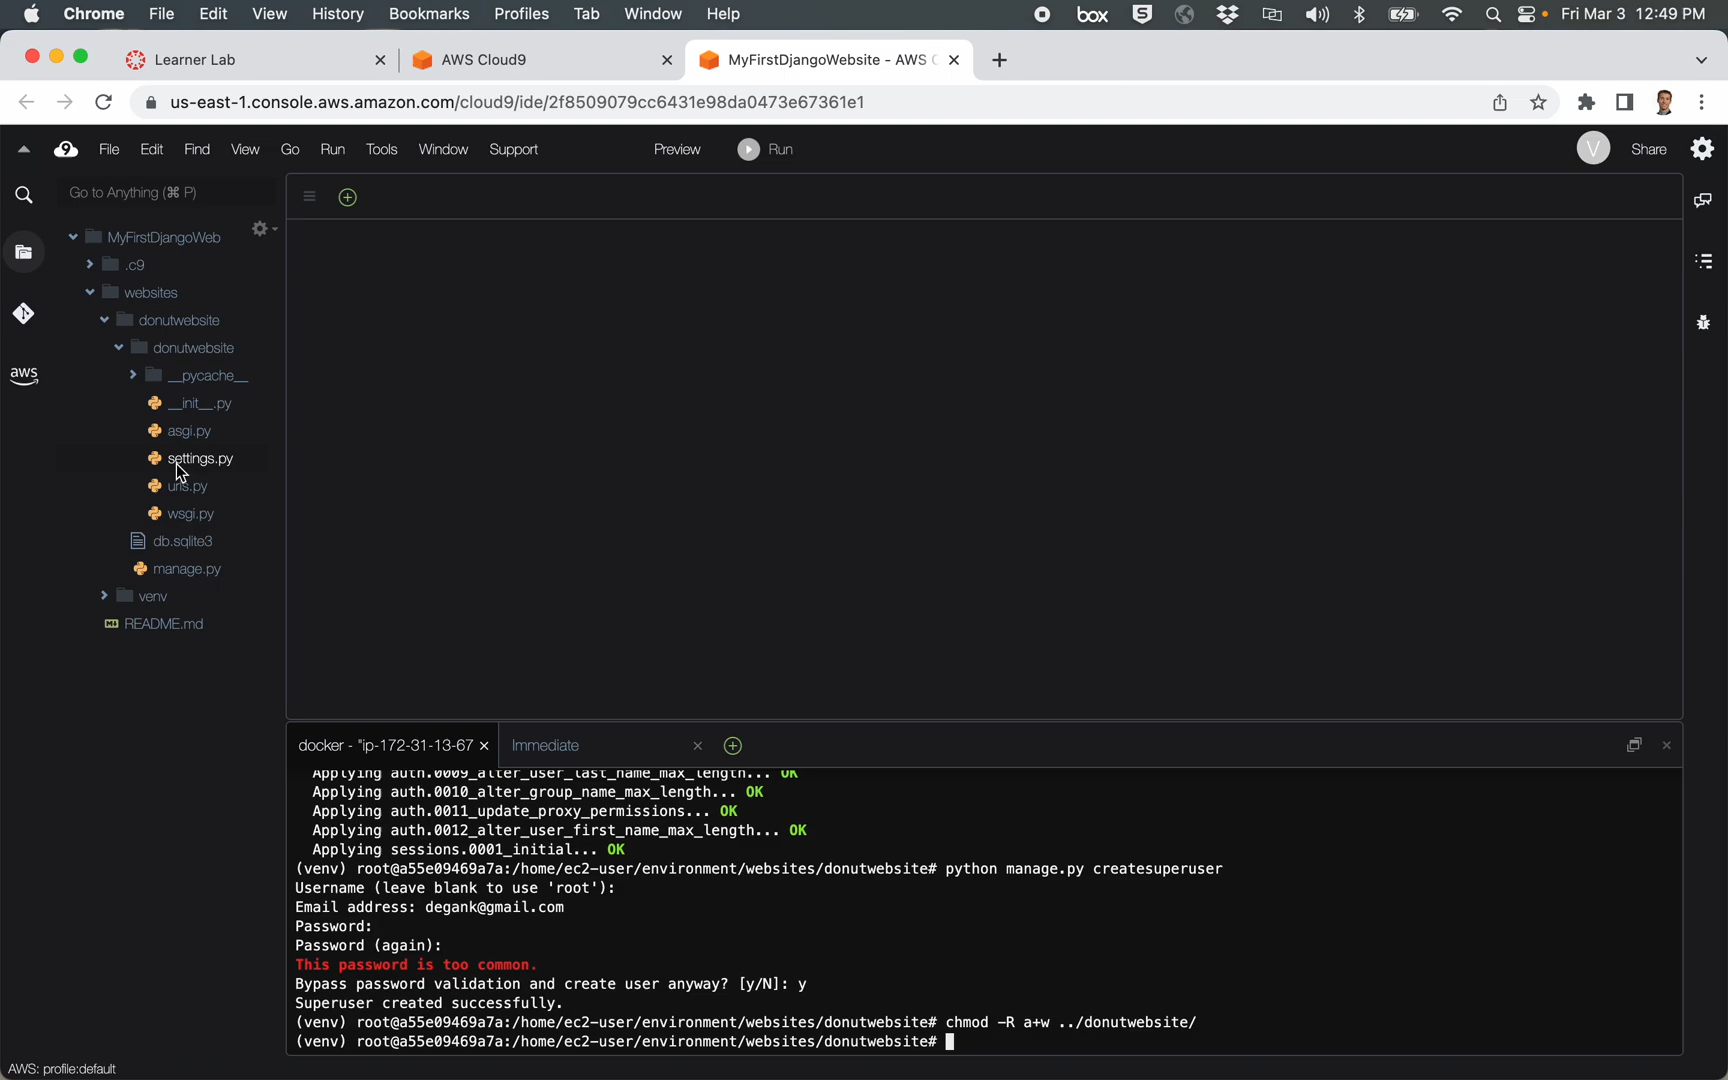 Chrome File Edit View History Bookmarks Profiles Tab Window Help box Fri Mar 3 12:49 PM
Learner Lab AWS Cloud9 MyFirstDjangoWebsite - AWS C
us-east-1.console.aws.amazon.com/cloud9/ide/2f8509079cc6431e98da0473e67361e1
9 File Edit Find View Go Run Tools Window Support Preview Run V Share
Go to Anything (⌘ P)
MyFirstDjangoWeb
.c9
websites
donutwebsite
donutwebsite
__pycache__
__init__.py
asgi.py
settings.py
urls.py
wsgi.py
db.sqlite3
manage.py
venv
README.md
aws
docker - "ip-172-31-13-67 Immediate
Applying auth.0009_alter_user_last_name_max_length... OK
Applying auth.0010_alter_group_name_max_length... OK
Applying auth.0011_update_proxy_permissions... OK
Applying auth.0012_alter_user_first_name_max_length... OK
Applying sessions.0001_initial... OK
(venv) root@a55e09469a7a:/home/ec2-user/environment/websites/donutwebsite# python manage.py createsuperuser
Username (leave blank to use 'root'):
Email address: degank@gmail.com
Password:
Password (again):
This password is too common.
Bypass password validation and create user anyway? [y/N]: y
Superuser created successfully.
(venv) root@a55e09469a7a:/home/ec2-user/environment/websites/donutwebsite# chmod -R a+w ../donutwebsite/
(venv) root@a55e09469a7a:/home/ec2-user/environment/websites/donutwebsite#
AWS: profile:default